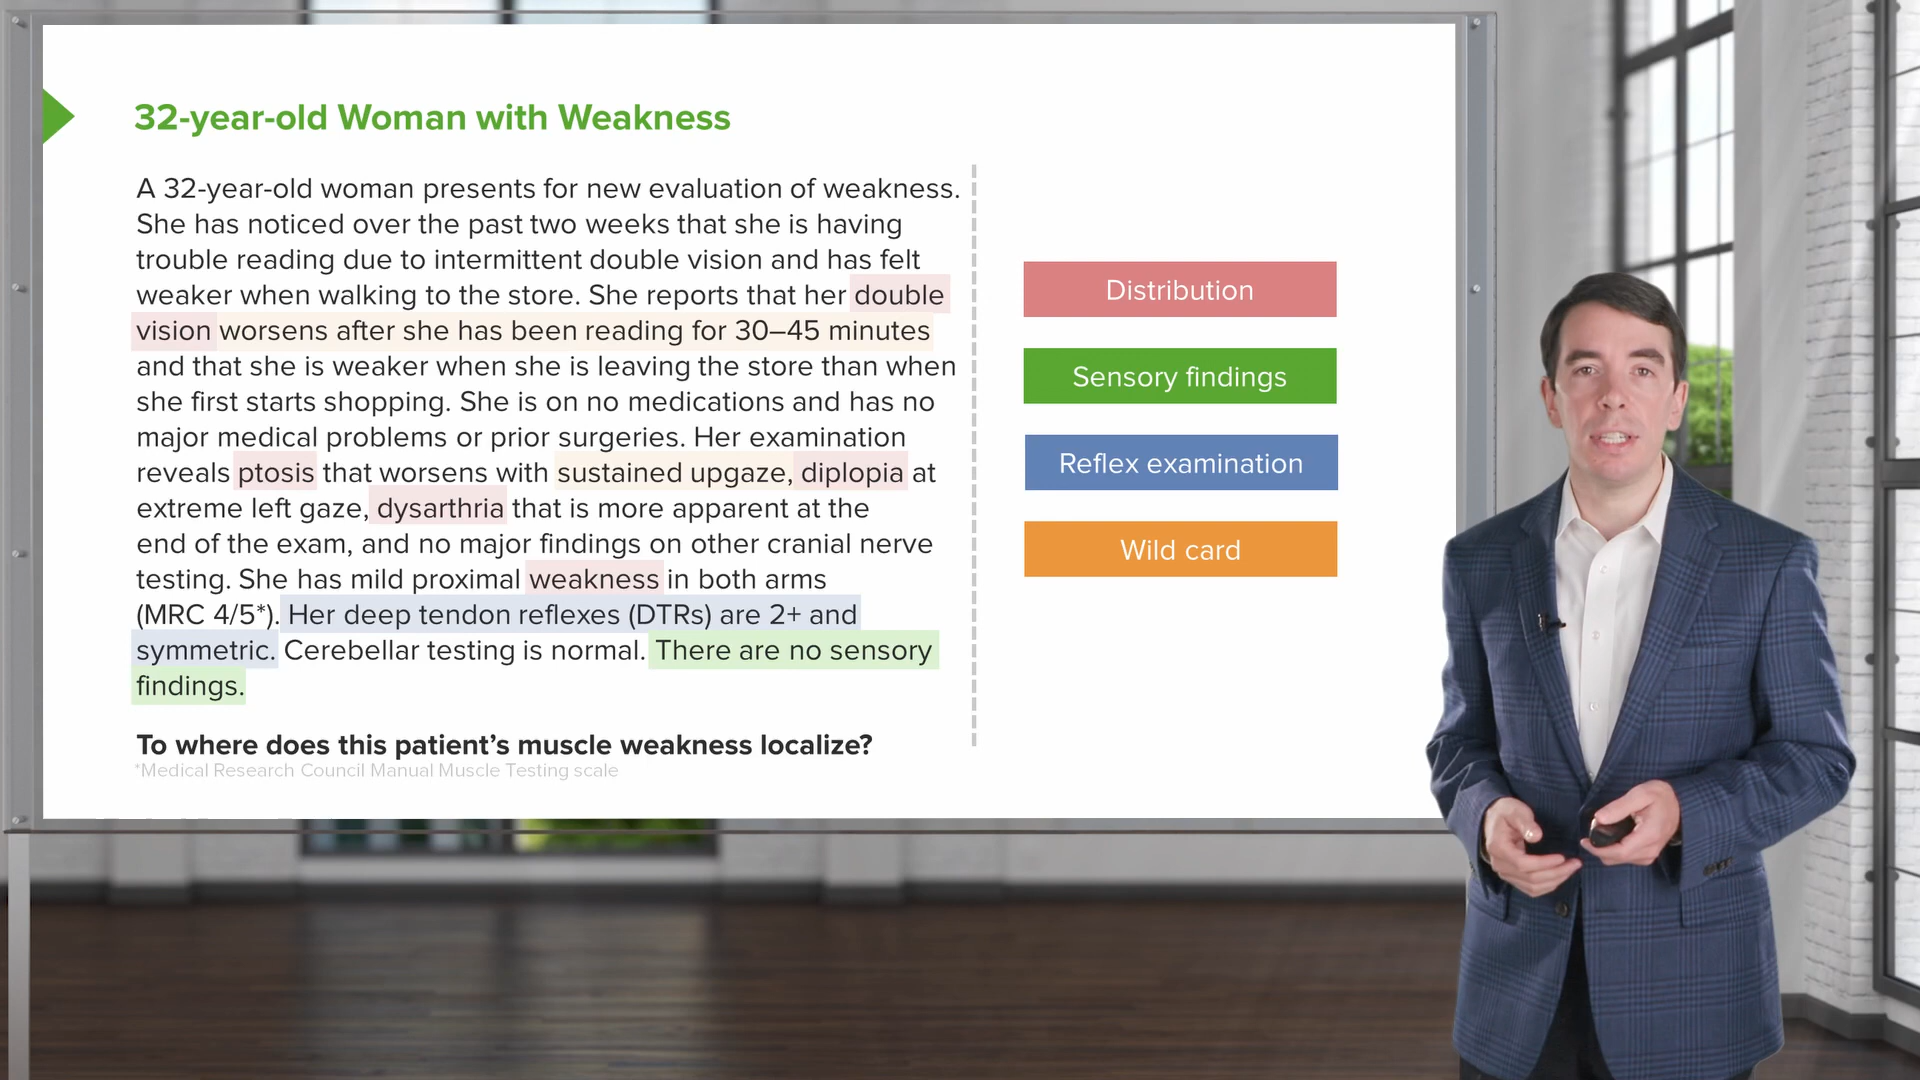 32-year-old Woman with Weakness
A 32-year-old woman presents for new evaluation of weakness.
She has noticed over the past two weeks that she is having
trouble reading due to intermittent double vision and has felt
weaker when walking to the store. She reports that her double
vision worsens after she has been reading for 30–45 minutes
and that she is weaker when she is leaving the store than when
she first starts shopping. She is on no medications and has no
major medical problems or prior surgeries. Her examination
reveals ptosis that worsens with sustained upgaze, diplopia at
extreme left gaze, dysarthria that is more apparent at the
end of the exam, and no major findings on other cranial nerve
testing. She has mild proximal weakness in both arms
(MRC 4/5*). Her deep tendon reflexes (DTRs) are 2+ and
symmetric. Cerebellar testing is normal. There are no sensory
findings.
To where does this patient’s muscle weakness localize?
*Medical Research Council Manual Muscle Testing scale
Distribution
Sensory findings
Reflex examination
Wild card